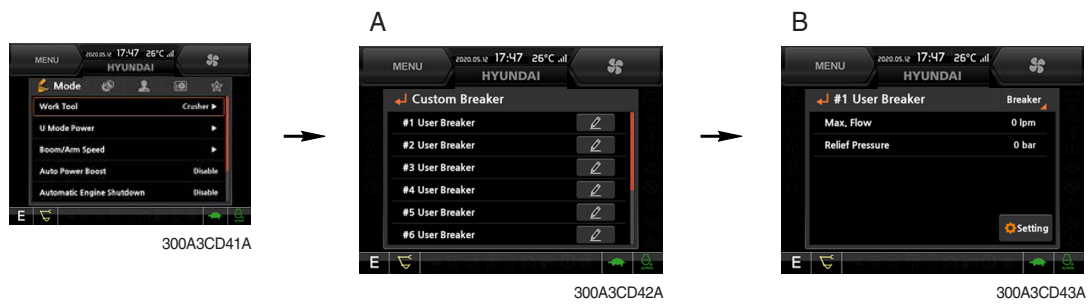 A
B
MENU
2020.05.12 17:47 26°C
HYUNDAI
Mode
Work Tool Crusher ►
U Mode Power ►
Boom/Arm Speed ►
Auto Power Boost Disable
Automatic Engine Shutdown Disable
E
300A3CD41A
MENU
2020.05.12 17:47 26°C
HYUNDAI
Custom Breaker
#1 User Breaker
#2 User Breaker
#3 User Breaker
#4 User Breaker
#5 User Breaker
#6 User Breaker
E
300A3CD42A
MENU
2020.05.12 17:47 26°C
HYUNDAI
#1 User Breaker Breaker
Max, Flow 0 lpm
Relief Pressure 0 bar
Setting
E
300A3CD43A